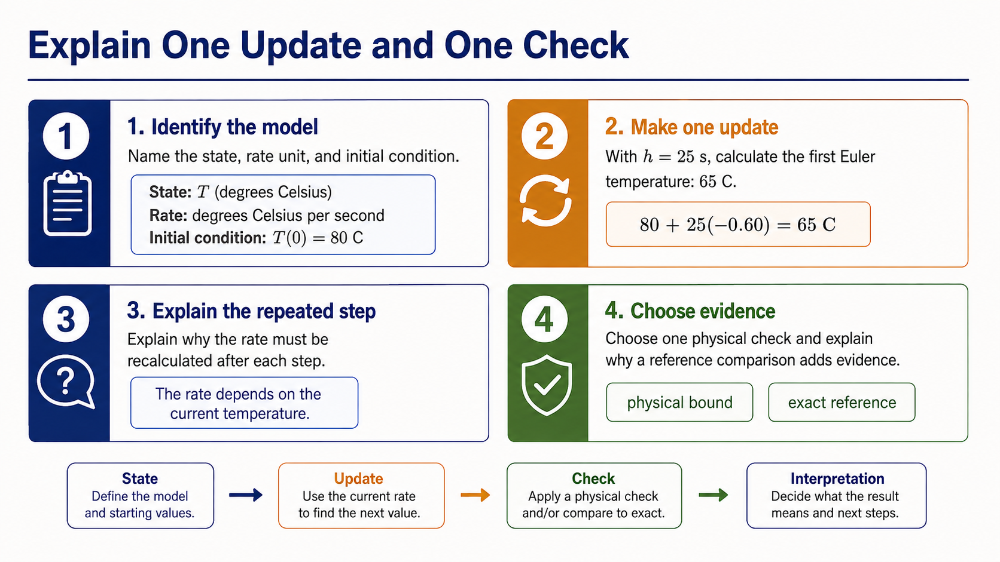 Explain One Update and One Check
1
1. Identify the model
Name the state, rate unit, and initial condition.
State: T (degrees Celsius)
Rate: degrees Celsius per second
Initial condition: T(0) = 80 C
2
2. Make one update
With h = 25 s, calculate the first Euler
temperature: 65 C.
80 + 25(−0.60) = 65 C
3
?
3. Explain the repeated step
Explain why the rate must be
recalculated after each step.
The rate depends on the
current temperature.
4
4. Choose evidence
Choose one physical check and explain
why a reference comparison adds evidence.
physical bound
exact reference
State
Define the model
and starting values.
Update
Use the current rate
to find the next value.
Check
Apply a physical check
and/or compare to exact.
Interpretation
Decide what the result
means and next steps.